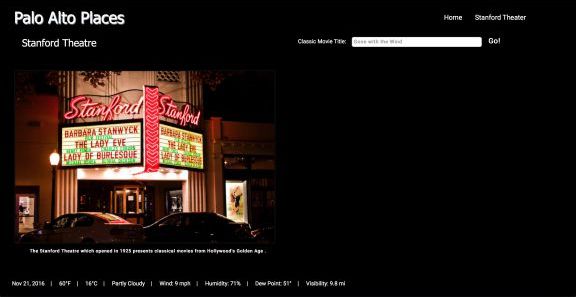 Palo Alto Places
Home
Stanford Theater
Stanford Theatre
Classic Movie Title:
Gone with the Wind
Go!
Stanford
Stanford
BARBARA STANWYCK
THE LADY EVE
LADY OF BURLESQUE
BARBARA STANWYCK
THE LADY EVE
LADY OF BURLESQUE
The Stanford Theatre which opened in 1925 presents classical movies from Hollywood's Golden Age .
Nov 21, 2016 | 60°F | 16°C | Partly Cloudy | Wind: 9 mph | Humidity: 71% | Dew Point: 51° | Visibility: 9.8 mi